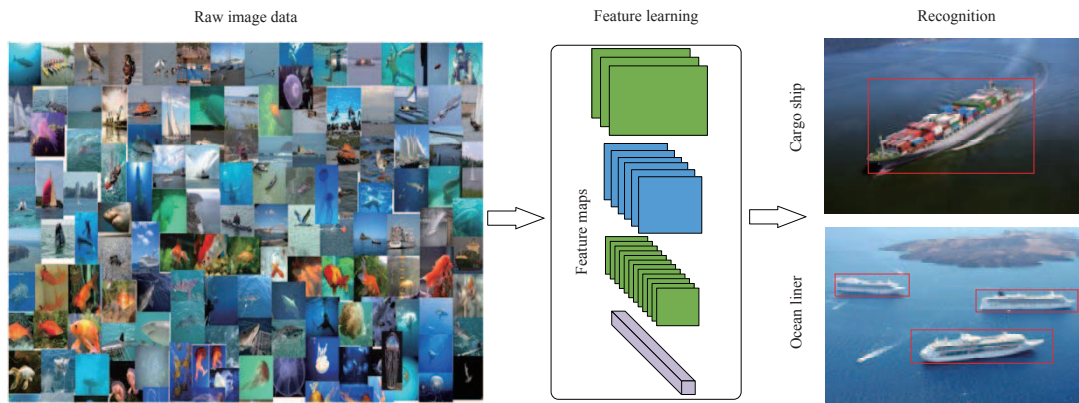 Raw image data
Feature learning
Recognition
Feature maps
Cargo ship
Ocean liner